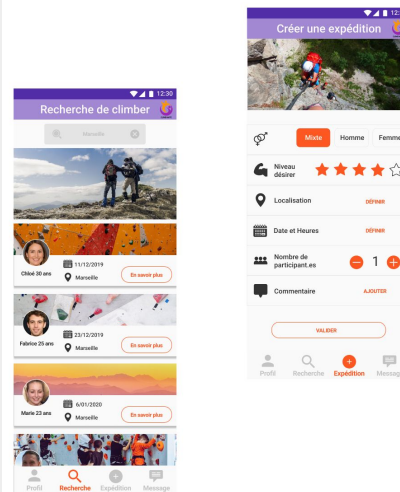 12:30
Recherche de climber
Marseille
11/12/2019
Marseille
Chloé 30 ans
En savoir plus
23/12/2019
Marseille
Fabrice 25 ans
En savoir plus
6/01/2020
Marseille
Marie 23 ans
En savoir plus
Profil
Recherche
Expédition
Message
12:
Créer une expédition
Mixte
Homme
Femme
Niveau
désirer
Localisation
DÉFINIR
Date et Heures
DÉFINIR
Nombre de
participant.es
1
Commentaire
AJOUTER
VALIDER
Profil
Recherche
Expédition
Messag